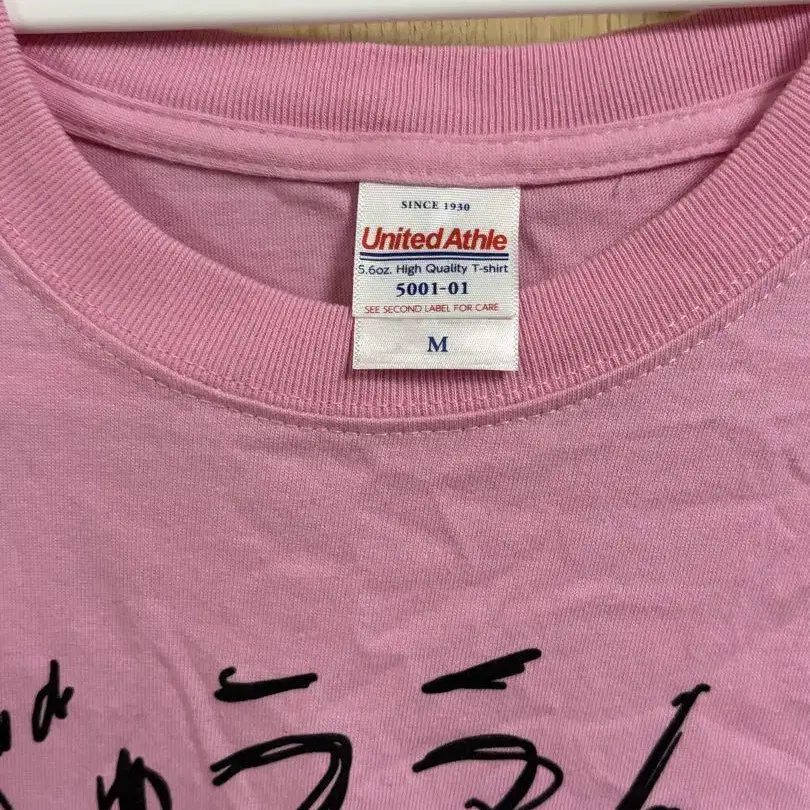 SINCE 1930
United Athle
5.6oz. High Quality T-shirt
5001-01
SEE SECOND LABEL FOR CARE
M